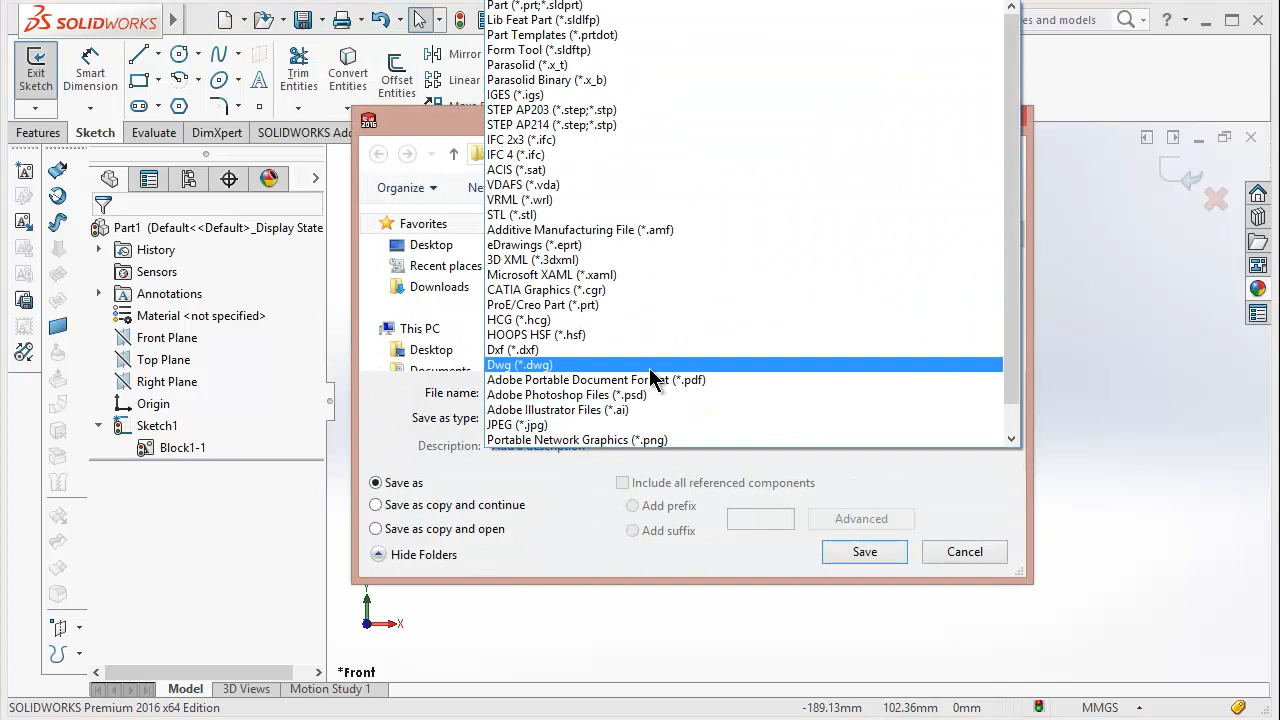 SOLIDWORKS
es and models
Part (*.prt;*.sldprt)
Lib Feat Part (*.sldlfp)
Part Templates (*.prtdot)
Form Tool (*.sldftp)
Parasolid (*.x_t)
Parasolid Binary (*.x_b)
IGES (*.igs)
STEP AP203 (*.step;*.stp)
STEP AP214 (*.step;*.stp)
IFC 2x3 (*.ifc)
IFC 4 (*.ifc)
ACIS (*.sat)
VDAFS (*.vda)
VRML (*.wrl)
STL (*.stl)
Additive Manufacturing File (*.amf)
eDrawings (*.eprt)
3D XML (*.3dxml)
Microsoft XAML (*.xaml)
CATIA Graphics (*.cgr)
ProE/Creo Part (*.prt)
HCG (*.hcg)
HOOPS HSF (*.hsf)
Dxf (*.dxf)
Dwg (*.dwg)
Adobe Portable Document Format (*.pdf)
Adobe Photoshop Files (*.psd)
Adobe Illustrator Files (*.ai)
JPEG (*.jpg)
Portable Network Graphics (*.png)
Exit Sketch
Smart Dimension
Trim Entities
Convert Entities
Offset Entities
Mirror
Linear
Features
Sketch
Evaluate
DimXpert
SOLIDWORKS Add
2016
Organize
Ne
Favorites
Desktop
Recent places
Downloads
This PC
Desktop
Documents
File name:
Save as type:
Description:
Save as
Save as copy and continue
Save as copy and open
Include all referenced components
Add prefix
Add suffix
Advanced
Hide Folders
Save
Cancel
Part1 (Default<<Default>_Display State
History
Sensors
Annotations
Material <not specified>
Front Plane
Top Plane
Right Plane
Origin
Sketch1
Block1-1
X
*Front
Model
3D Views
Motion Study 1
SOLIDWORKS Premium 2016 x64 Edition
-189.13mm
102.36mm
0mm
MMGS